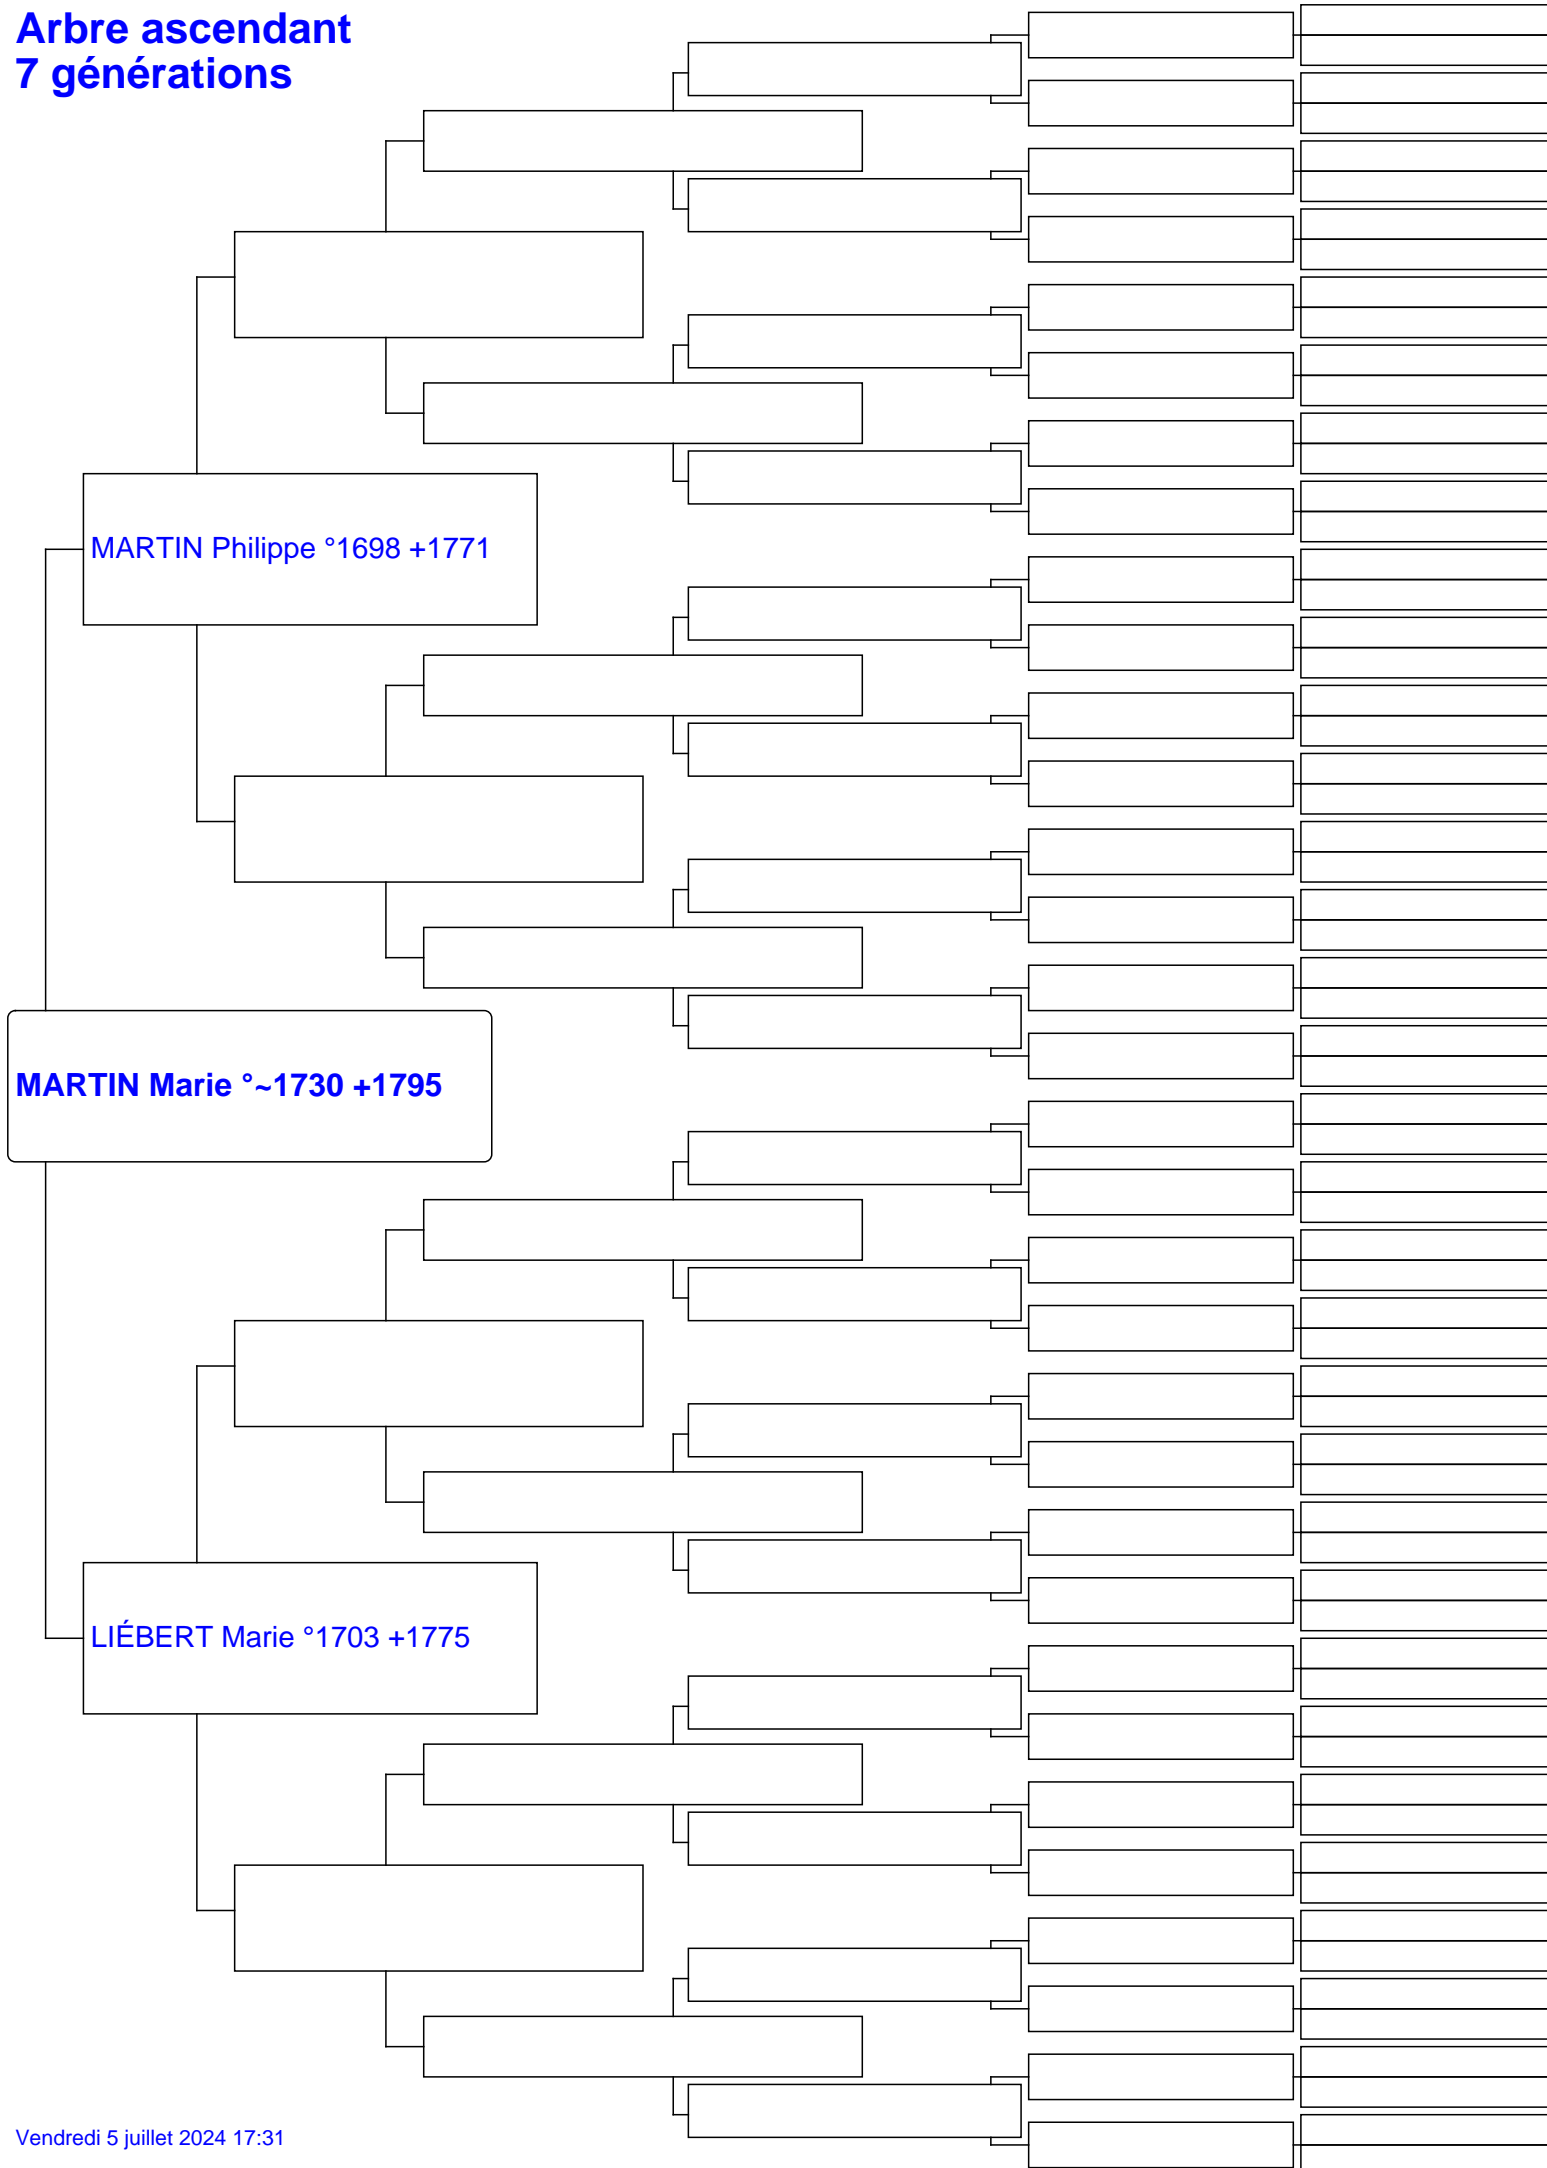 Arbre ascendant
7 générations
MARTIN Philippe °1698 +1771
MARTIN Marie °~1730 +1795
LIÉBERT Marie °1703 +1775
Vendredi 5 juillet 2024 17:31